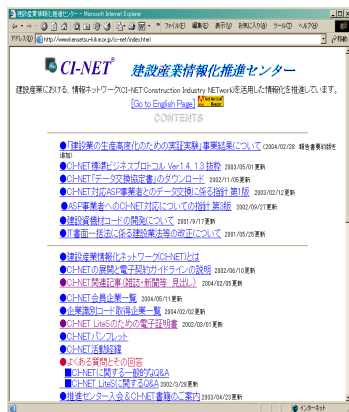 建設産業情報化推進センター - Microsoft Internet Explorer
ファイル(F) 編集(E) 表示(V) お気に入り(A) ツール(T) ヘルプ(H)
アドレス(D) http://www.kensetsu-kikin.or.jp/ci-net/index.html 移動
CI-NET 建設産業情報化推進センター
建設産業における、情報ネットワーク(CI-NET:Construction Industry NETwork)を活用した情報化を推進しています。
[Go to English Page]
CONTENTS
●「建設業の生産高度化のための実証実験」事業結果について (2004/02/28 報告書要約版を
追加)
●CI-NET標準ビジネスプロトコル Ver1.4, 1.3 抜粋 2003/05/01更新
●CI-NET「データ交換協定書」のダウンロード 2002/11/05更新
●CI-NET対応ASP事業者とのデータ交換に係る指針 第1版 2003/02/12更新
●ASP事業者へのCI-NET対応についての指針 第3版 2002/09/27更新
●建設資機材コードの開発について 2001/9/17更新
●IT書面一括法に係る建設業法等の改正について 2001/06/25更新
●建設産業情報化ネットワーク(CI-NET)とは
●CI-NETの展開と電子契約ガイドラインの説明 2002/06/10更新
●CI-NET関連記事(雑誌・新聞等 見出し) 2004/02/05更新
●CI-NET会員企業一覧 2004/05/11更新
●企業識別コード取得企業一覧 2004/02/02更新
●CI-NET LiteSのための電子証明書 2002/03/01更新
●CI-NETパンフレット
●CI-NET活動経緯
●よくある質問とその回答
■CI-NETに関する一般的なQ&A
■CI-NET LiteSに関するQ&A 2002/3/28更新
●推進センター入会&CI-NET書籍のご案内 2003/04/23更新
インターネット